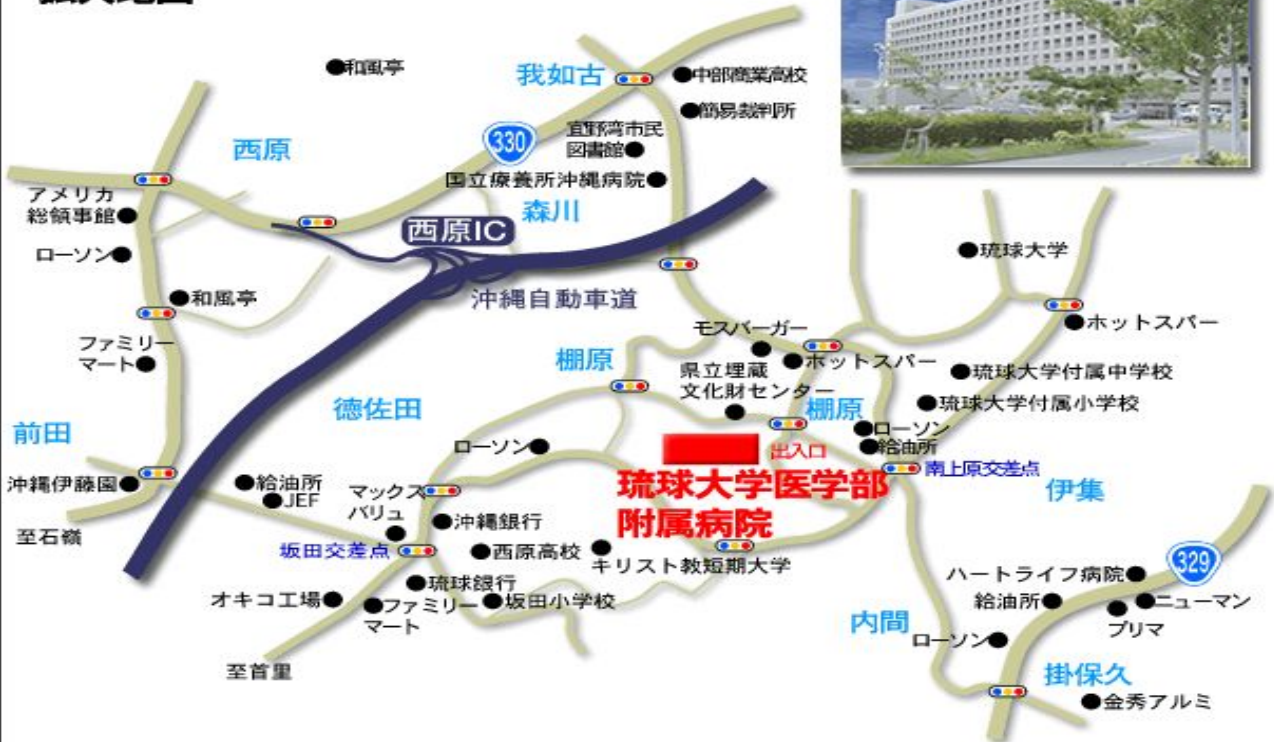 拡大地図
和風亭
我如古
中部商業高校
簡易裁判所
330
宜野湾市民
図書館
西原
国立療養所沖縄病院
アメリカ
総領事館
森川
西原IC
ローソン
琉球大学
和風亭
沖縄自動車道
ファミリー
マート
モスバーガー
ホットスパー
棚原
ホットスパー
県立埋蔵
文化財センター
琉球大学付属中学校
徳佐田
棚原
琉球大学付属小学校
前田
ローソン
ローソン
給油所
出入口
南上原交差点
琉球大学医学部
附属病院
沖縄伊藤園
給油所
JEF
マックス
バリュ
伊集
至石嶺
沖縄銀行
坂田交差点
西原高校
キリスト教短期大学
329
ハートライフ病院
琉球銀行
オキコ工場
ファミリー
マート
坂田小学校
給油所
ニューマン
プリマ
内間
ローソン
至首里
掛保久
金秀アルミ